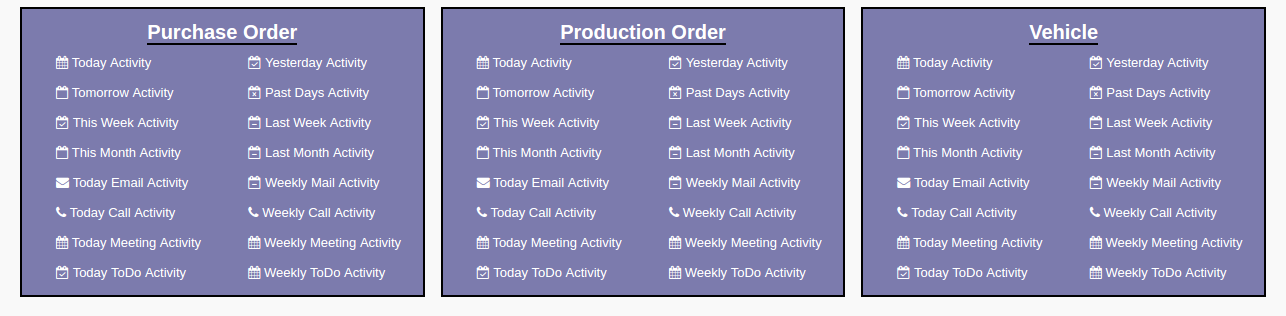 Purchase Order
Today Activity Yesterday Activity
Tomorrow Activity Past Days Activity
This Week Activity Last Week Activity
This Month Activity Last Month Activity
Today Email Activity Weekly Mail Activity
Today Call Activity Weekly Call Activity
Today Meeting Activity Weekly Meeting Activity
Today ToDo Activity Weekly ToDo Activity
Production Order
Today Activity Yesterday Activity
Tomorrow Activity Past Days Activity
This Week Activity Last Week Activity
This Month Activity Last Month Activity
Today Email Activity Weekly Mail Activity
Today Call Activity Weekly Call Activity
Today Meeting Activity Weekly Meeting Activity
Today ToDo Activity Weekly ToDo Activity
Vehicle
Today Activity Yesterday Activity
Tomorrow Activity Past Days Activity
This Week Activity Last Week Activity
This Month Activity Last Month Activity
Today Email Activity Weekly Mail Activity
Today Call Activity Weekly Call Activity
Today Meeting Activity Weekly Meeting Activity
Today ToDo Activity Weekly ToDo Activity